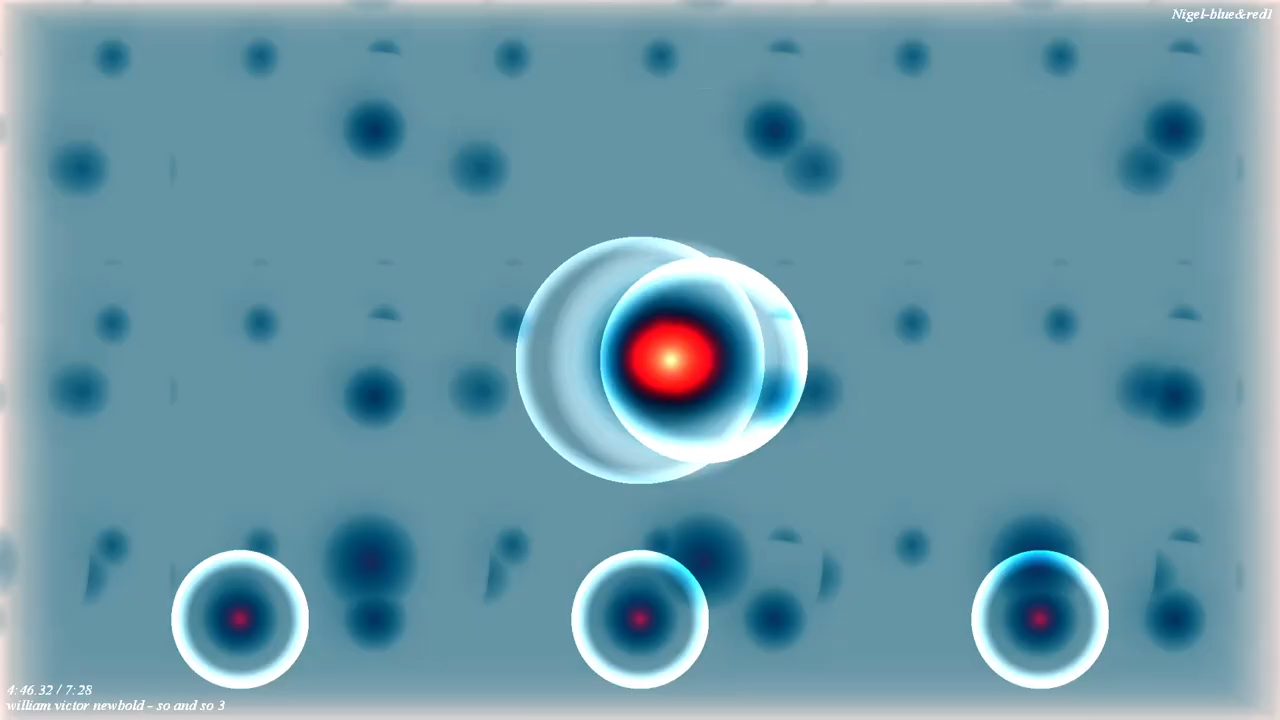 Nigel-blue&red1
4:46.32 / 7:28
william victor newbold - so and so 3